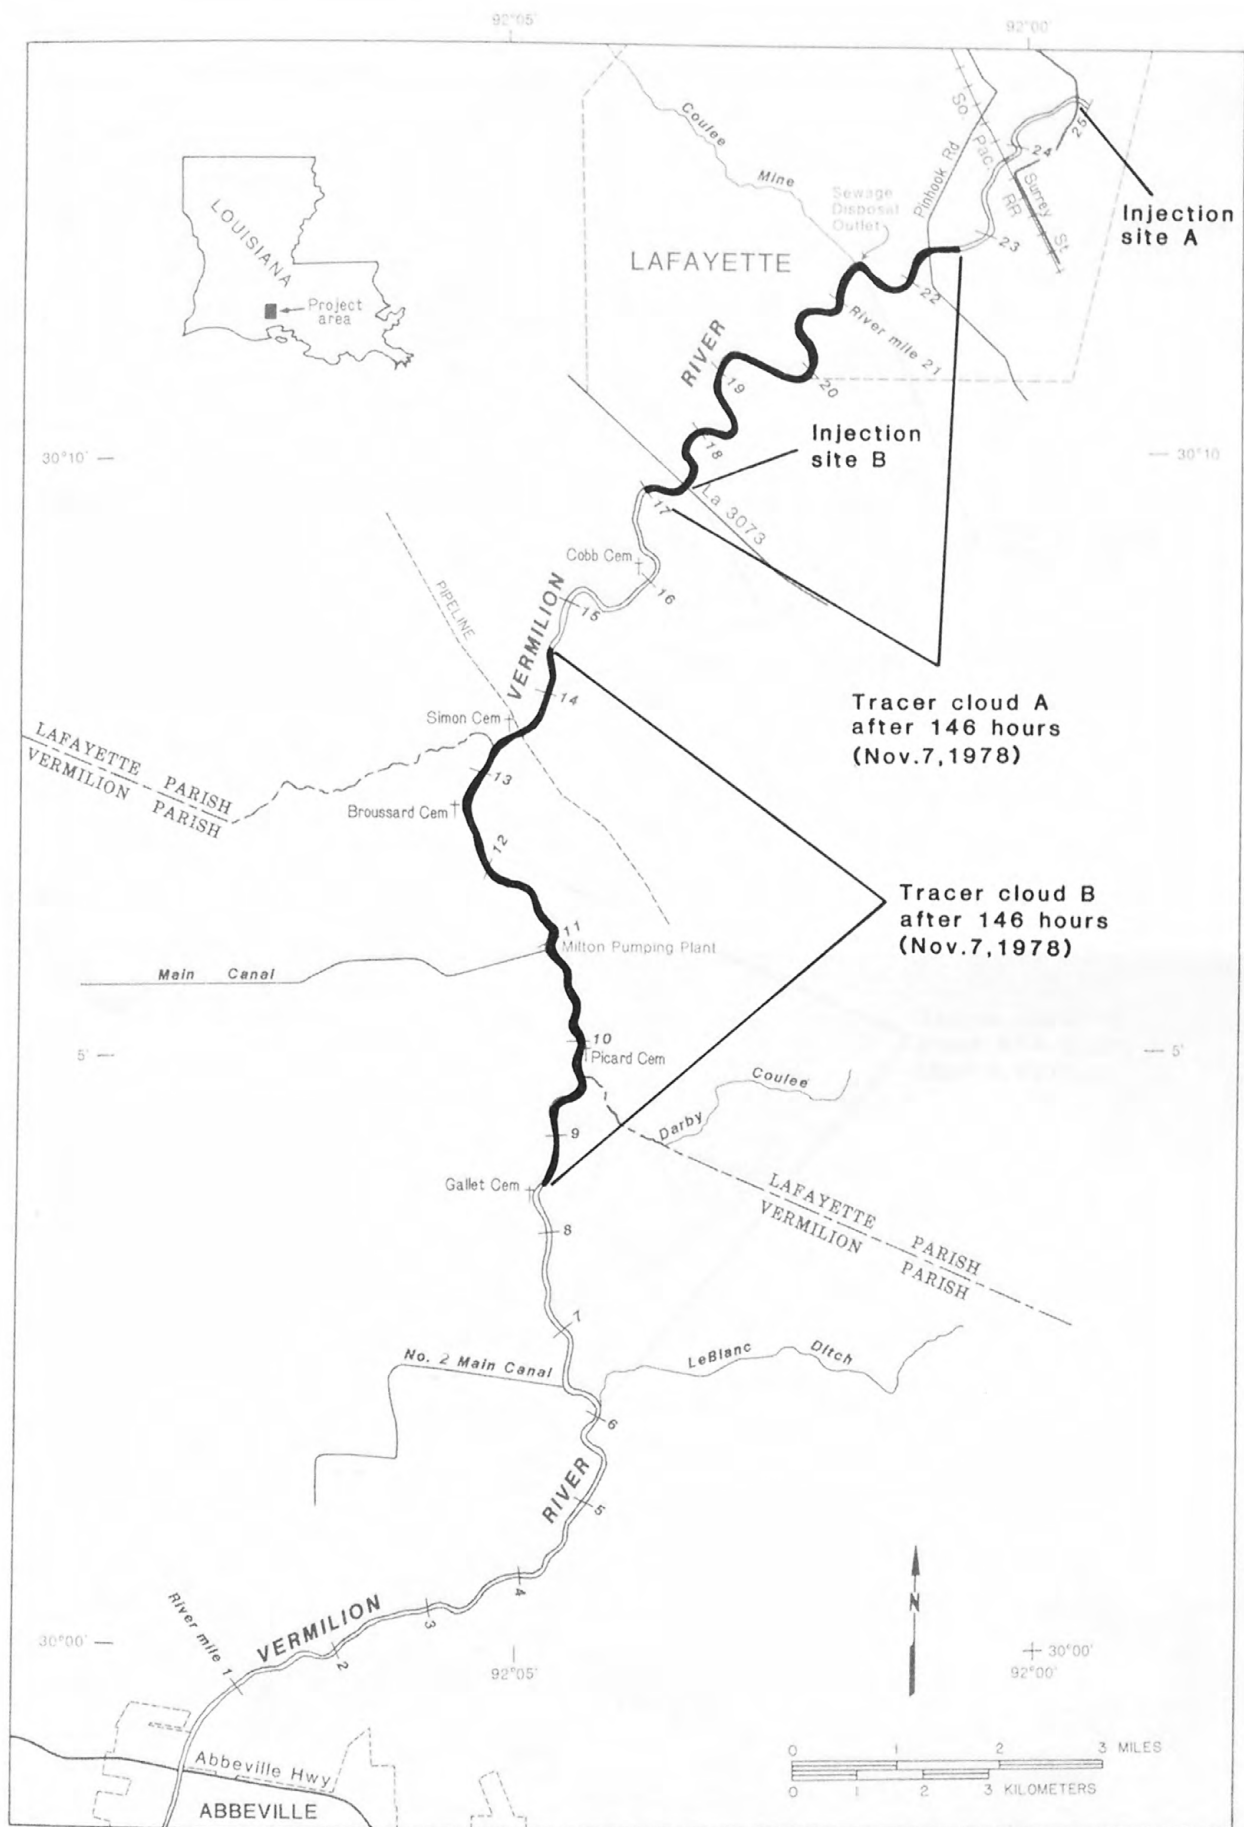 92°05'
92°00'
Coulee
Mine
So.
Pac.
RR
Pinhook Rd
Surrey St
25
24
23
22
Sewage
Disposal
Outlet
Injection
site A
LAFAYETTE
LOUISIANA
Project
area
River mile 21
20
19
18
17
RIVER
Injection
site B
30°10'
30°10
La 3073
Cobb Cem
16
15
PIPELINE
VERMILION
14
Tracer cloud A
after 146 hours
(Nov.7,1978)
Simon Cem
LAFAYETTE PARISH
VERMILION PARISH
13
Broussard Cem
12
Tracer cloud B
after 146 hours
(Nov.7,1978)
11
Milton Pumping Plant
Main Canal
10
Picard Cem
5'
5'
Coulee
Darby
9
Gallet Cem
LAFAYETTE PARISH
VERMILION PARISH
8
7
No. 2 Main Canal
LeBlanc Ditch
6
RIVER
5
4
3
2
River mile 1
VERMILION
N
30°00'
92°05'
30°00'
92°00'
0 1 2 3 MILES
0 1 2 3 KILOMETERS
Abbeville Hwy
ABBEVILLE